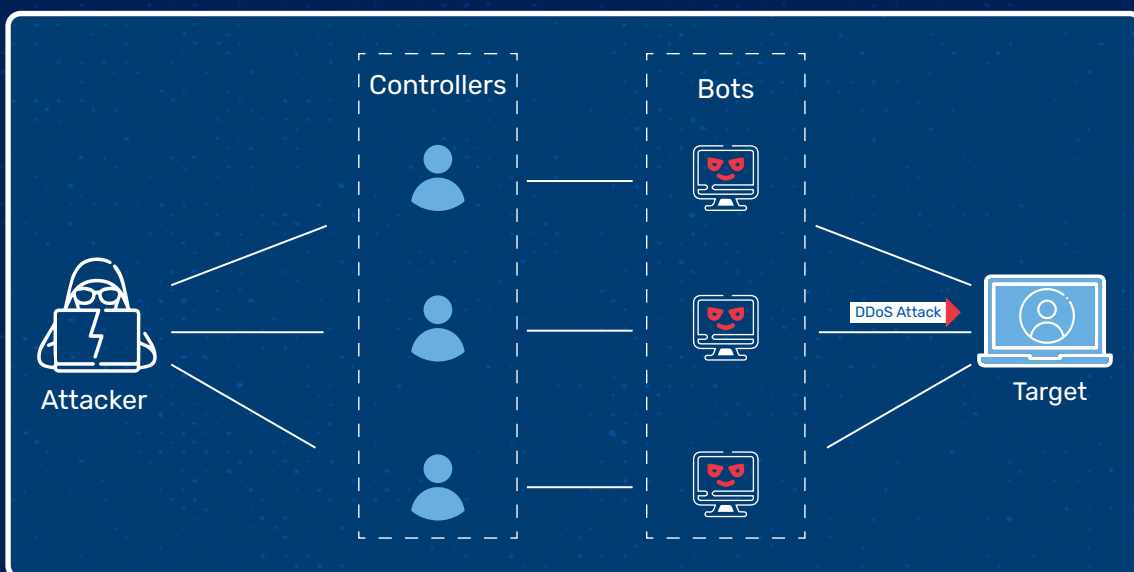 Controllers
Bots
DDoS Attack
Attacker
Target